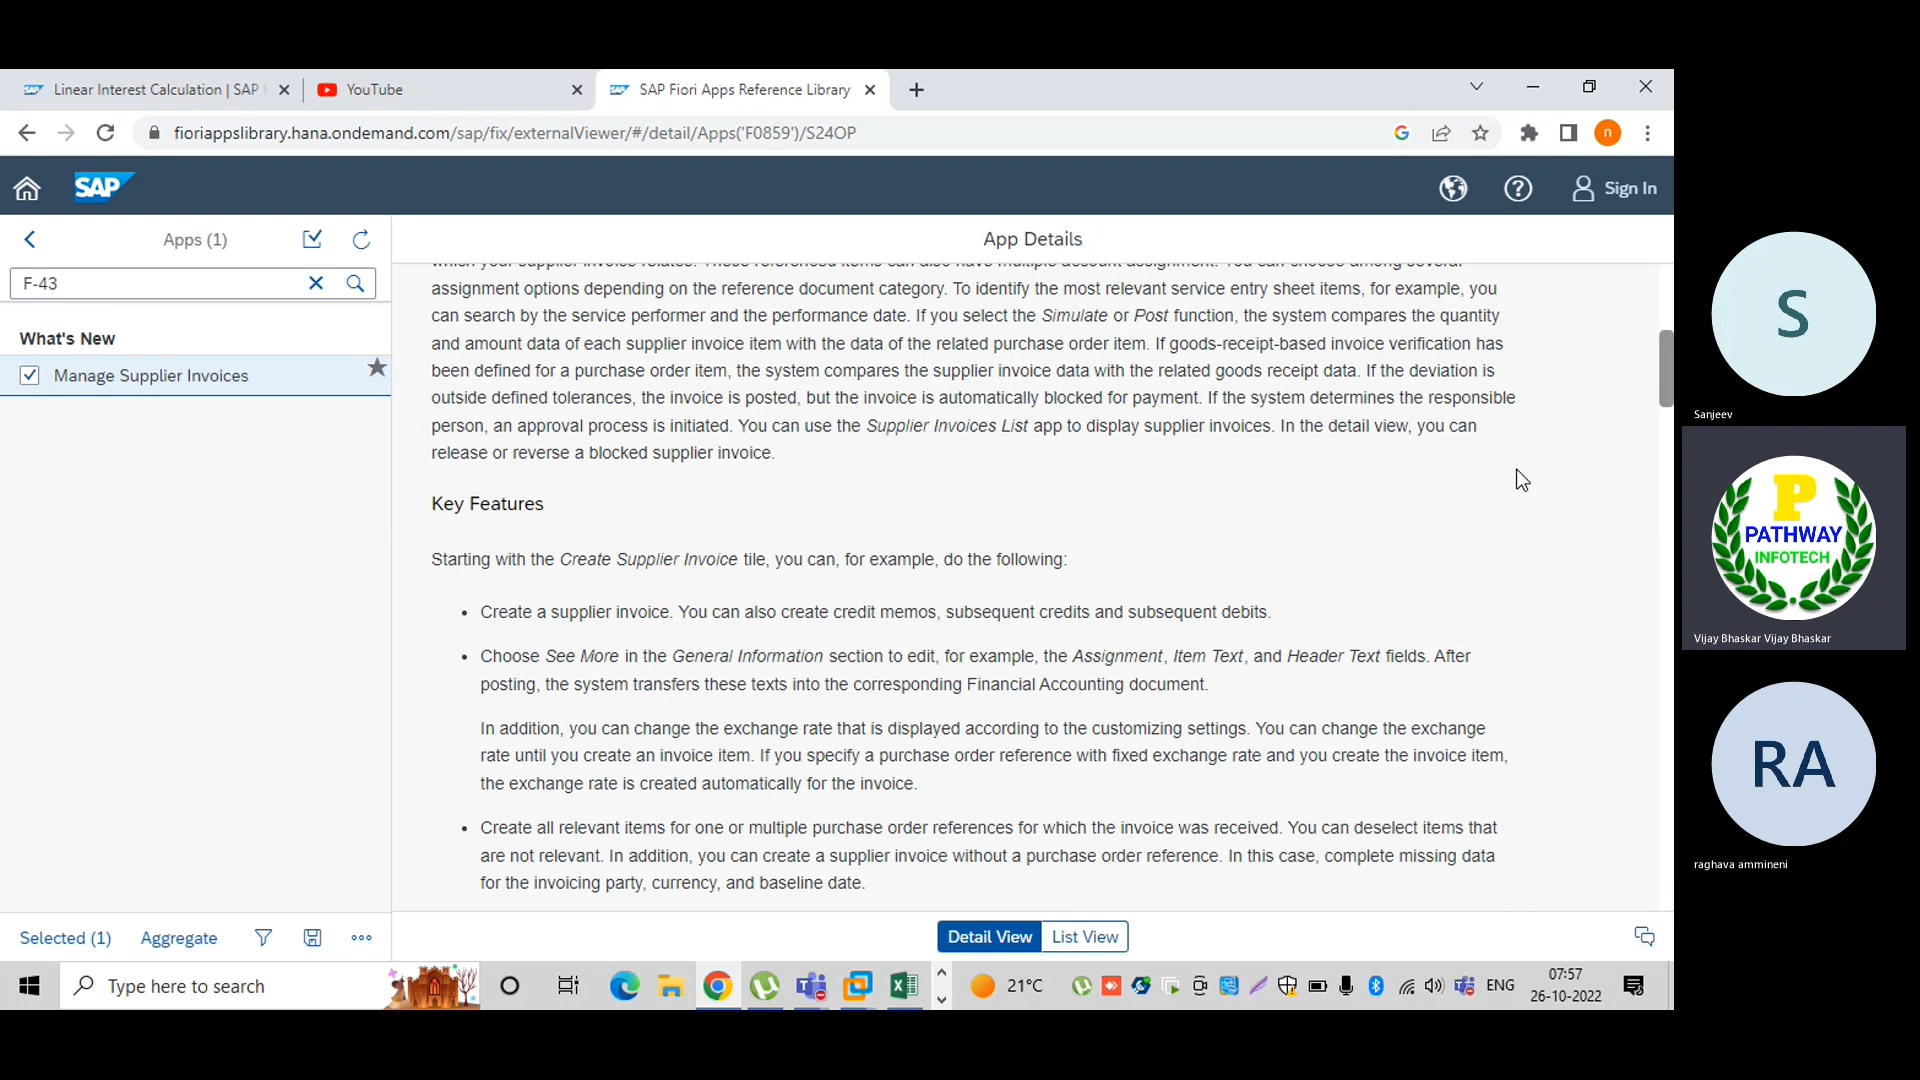 Linear Interest Calculation | SAP
YouTube
SAP Fiori Apps Reference Library
fioriappslibrary.hana.ondemand.com/sap/fix/externalViewer/#/detail/Apps('F0859')/S24OP
n
SAP
Sign In
Apps (1)
App Details
F-43
What's New
Manage Supplier Invoices
which your supplier invoice relates. These referenced items can also have multiple account assignment. You can choose among several
assignment options depending on the reference document category. To identify the most relevant service entry sheet items, for example, you
can search by the service performer and the performance date. If you select the Simulate or Post function, the system compares the quantity
and amount data of each supplier invoice item with the data of the related purchase order item. If goods-receipt-based invoice verification has
been defined for a purchase order item, the system compares the supplier invoice data with the related goods receipt data. If the deviation is
outside defined tolerances, the invoice is posted, but the invoice is automatically blocked for payment. If the system determines the responsible
person, an approval process is initiated. You can use the Supplier Invoices List app to display supplier invoices. In the detail view, you can
release or reverse a blocked supplier invoice.
Key Features
Starting with the Create Supplier Invoice tile, you can, for example, do the following:
• Create a supplier invoice. You can also create credit memos, subsequent credits and subsequent debits.
• Choose See More in the General Information section to edit, for example, the Assignment, Item Text, and Header Text fields. After
posting, the system transfers these texts into the corresponding Financial Accounting document.
In addition, you can change the exchange rate that is displayed according to the customizing settings. You can change the exchange
rate until you create an invoice item. If you specify a purchase order reference with fixed exchange rate and you create the invoice item,
the exchange rate is created automatically for the invoice.
• Create all relevant items for one or multiple purchase order references for which the invoice was received. You can deselect items that
are not relevant. In addition, you can create a supplier invoice without a purchase order reference. In this case, complete missing data
for the invoicing party, currency, and baseline date.
Selected (1)
Aggregate
Detail View
List View
Type here to search
21°C
ENG
07:57
26-10-2022
S
Sanjeev
P
PATHWAY
INFOTECH
Vijay Bhaskar Vijay Bhaskar
RA
raghava ammineni